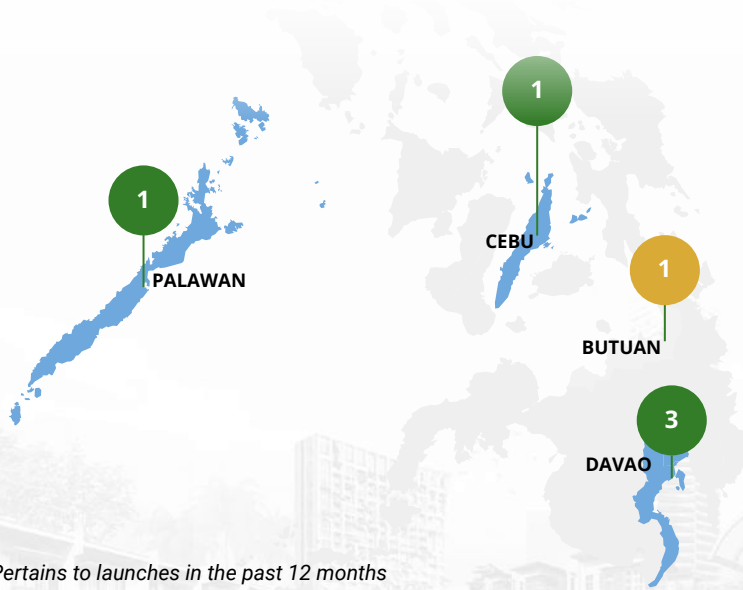 1
1
CEBU
PALAWAN
1
BUTUAN
3
DAVAO
Pertains to launches in the past 12 months